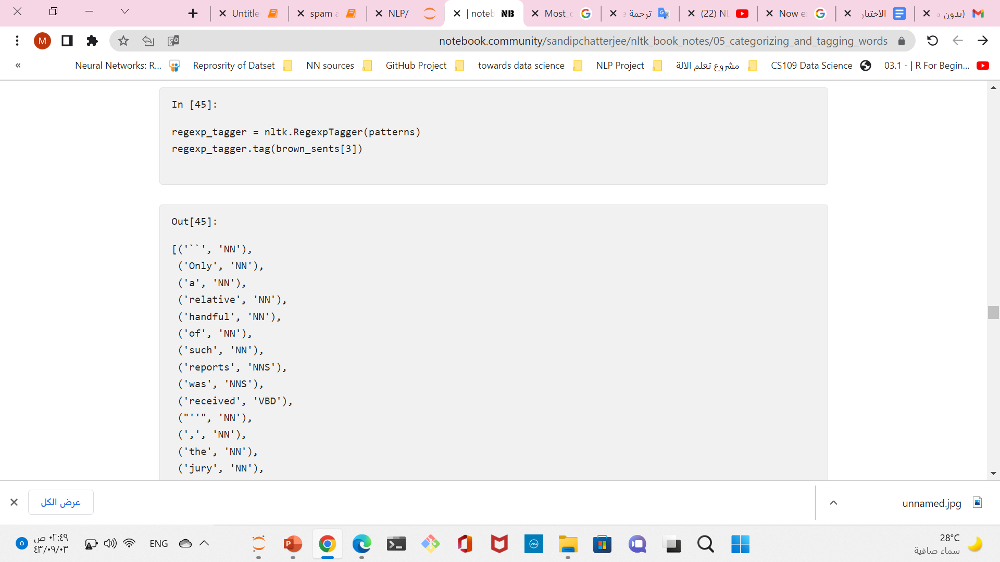 Untitle
spam a
NLP/
| noteb
NB
Most_c
ترجمة e
(22) NL
Now e
الاختبار
(بدون م
M
notebook.community/sandipchatterjee/nltk_book_notes/05_categorizing_and_tagging_words
«
Neural Networks: R...
Reprosrity of Datset
NN sources
GitHub Project
towards data science
NLP Project
مشروع تعلم الالة
CS109 Data Science
03.1 - | R For Begin...
In [45]:
regexp_tagger = nltk.RegexpTagger(patterns)
regexp_tagger.tag(brown_sents[3])
Out[45]:
[('``', 'NN'),
('Only', 'NN'),
('a', 'NN'),
('relative', 'NN'),
('handful', 'NN'),
('of', 'NN'),
('such', 'NN'),
('reports', 'NNS'),
('was', 'NNS'),
('received', 'VBD'),
("''", 'NN'),
(',', 'NN'),
('the', 'NN'),
('jury', 'NN'),
عرض الكل
unnamed.jpg
٠٢:٤٩ ص
٤٣/٠٩/٠٣
ENG
28°C
سماء صافية